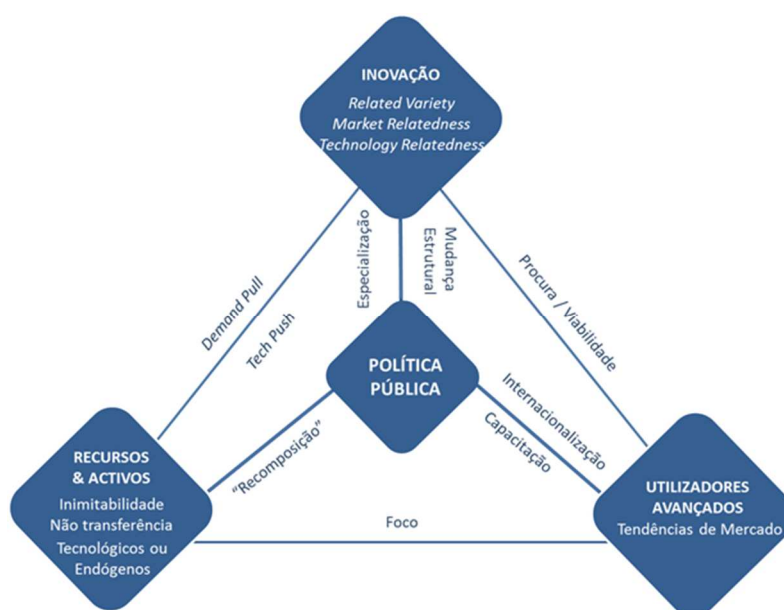 INOVAÇÃO
Related Variety
Market Relatedness
Technology Relatedness
Demand Pull
Tech Push
Especialização
Mudança
Estrutural
Procura / Viabilidade
POLÍTICA
PÚBLICA
"Recomposição"
Internacionalização
Capacitação
RECURSOS
& ACTIVOS
Inimitabilidade
Não transferência
Tecnológicos ou
Endógenos
Foco
UTILIZADORES
AVANÇADOS
Tendências de Mercado